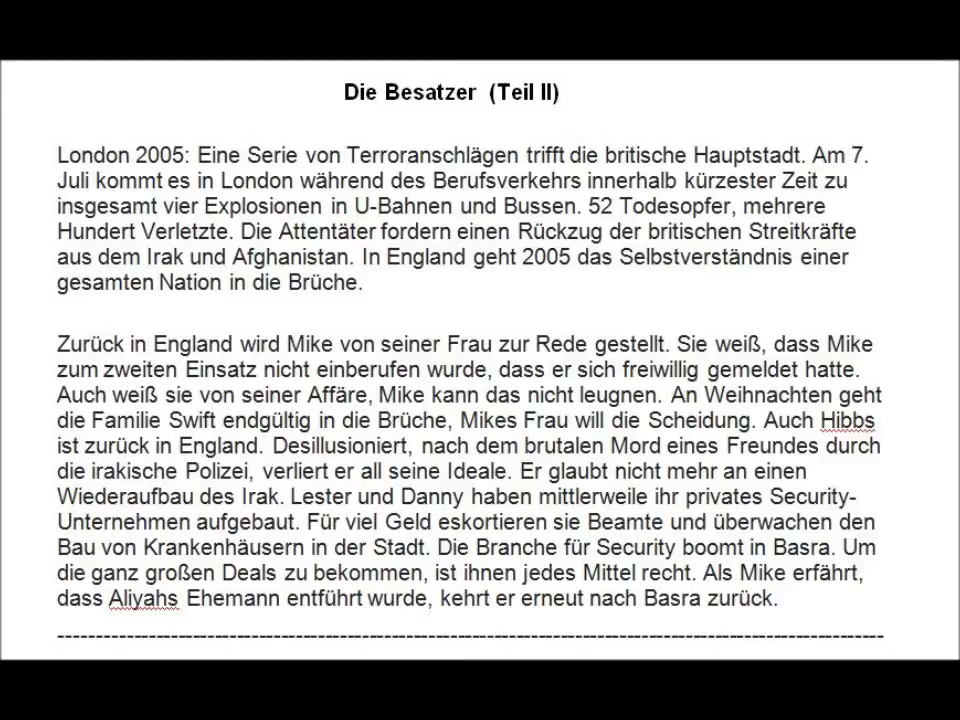 Die Besatzer (Teil II)
London 2005: Eine Serie von Terroranschlägen trifft die britische Hauptstadt. Am 7.
Juli kommt es in London während des Berufsverkehrs innerhalb kürzester Zeit zu
insgesamt vier Explosionen in U-Bahnen und Bussen. 52 Todesopfer, mehrere
Hundert Verletzte. Die Attentäter fordern einen Rückzug der britischen Streitkräfte
aus dem Irak und Afghanistan. In England geht 2005 das Selbstverständnis einer
gesamten Nation in die Brüche.
Zurück in England wird Mike von seiner Frau zur Rede gestellt. Sie weiß, dass Mike
zum zweiten Einsatz nicht einberufen wurde, dass er sich freiwillig gemeldet hatte.
Auch weiß sie von seiner Affäre, Mike kann das nicht leugnen. An Weihnachten geht
die Familie Swift endgültig in die Brüche, Mikes Frau will die Scheidung. Auch Hibbs
ist zurück in England. Desillusioniert, nach dem brutalen Mord eines Freundes durch
die irakische Polizei, verliert er all seine Ideale. Er glaubt nicht mehr an einen
Wiederaufbau des Irak. Lester und Danny haben mittlerweile ihr privates Security-
Unternehmen aufgebaut. Für viel Geld eskortieren sie Beamte und überwachen den
Bau von Krankenhäusern in der Stadt. Die Branche für Security boomt in Basra. Um
die ganz großen Deals zu bekommen, ist ihnen jedes Mittel recht. Als Mike erfährt,
dass Aliyahs Ehemann entführt wurde, kehrt er erneut nach Basra zurück.